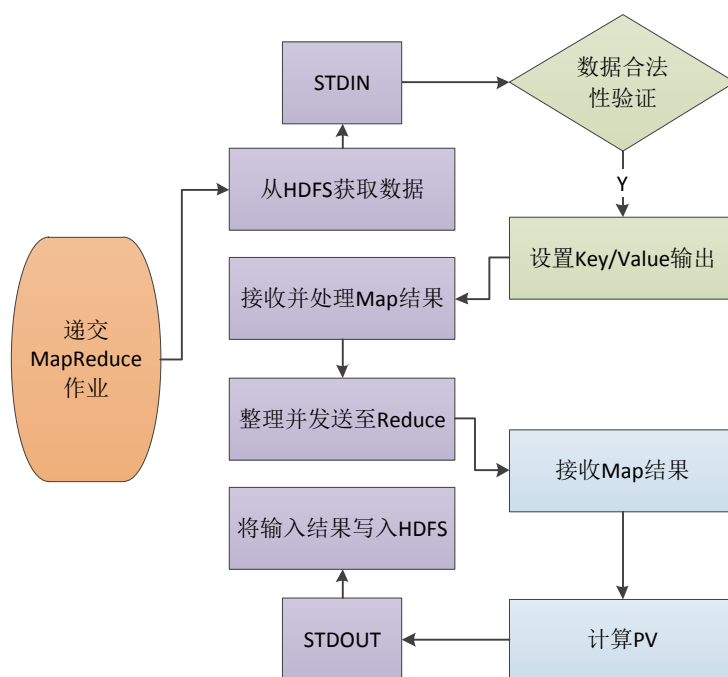 STDIN
数据合法
性验证
从HDFS获取数据
Y
设置Key/Value输出
接收并处理Map结果
递交
MapReduce
作业
整理并发送至Reduce
接收Map结果
将输入结果写入HDFS
STDOUT
计算PV